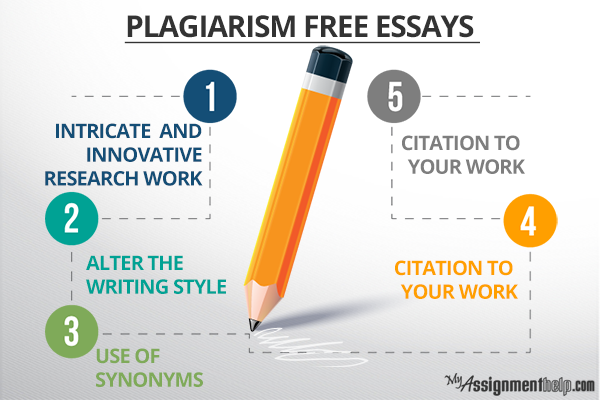 PLAGIARISM FREE ESSAYS
1
INTRICATE AND
INNOVATIVE
RESEARCH WORK
2
ALTER THE
WRITING STYLE
3
USE OF
SYNONYMS
4
CITATION TO
YOUR WORK
5
CITATION TO
YOUR WORK
MyAssignmenthelp.com